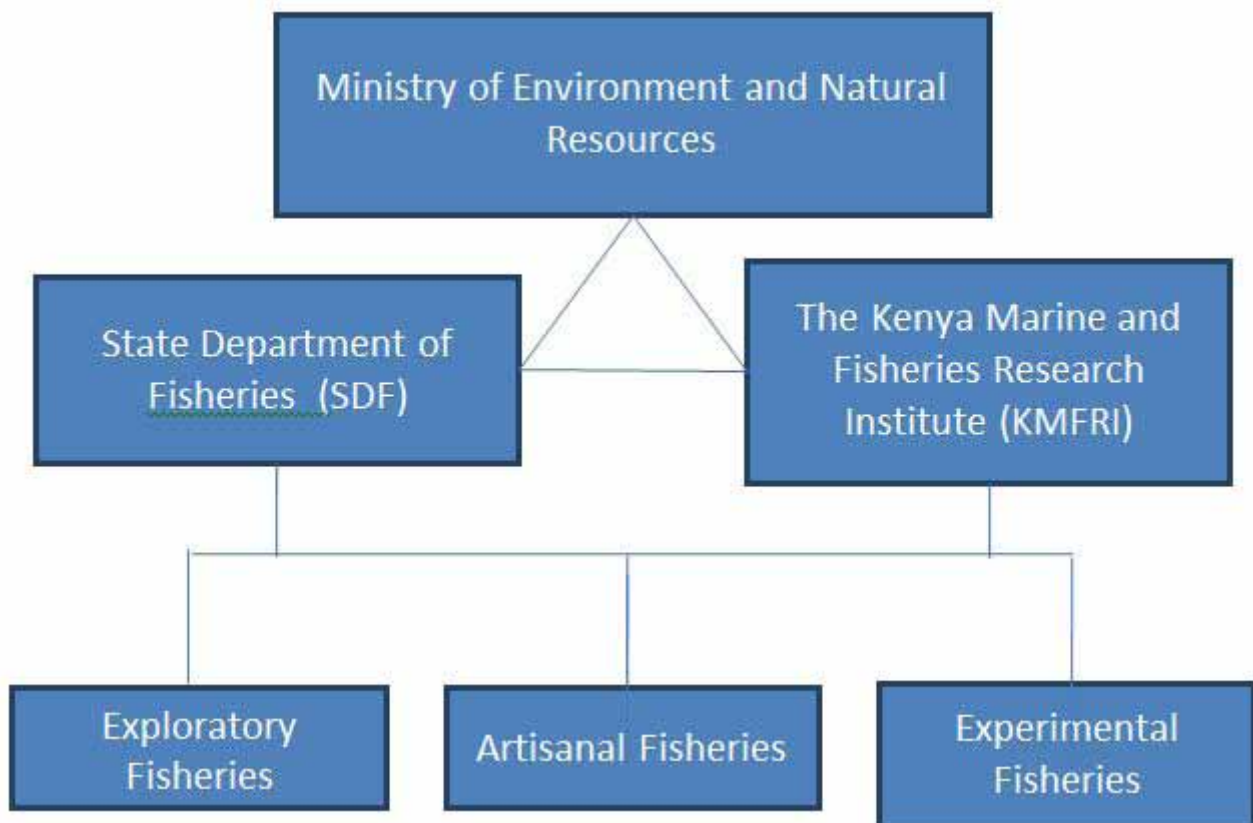 Ministry of Environment and Natural
Resources
State Department of
Fisheries (SDF)
The Kenya Marine and
Fisheries Research
Institute (KMFRI)
Exploratory
Fisheries
Artisanal Fisheries
Experimental
Fisheries